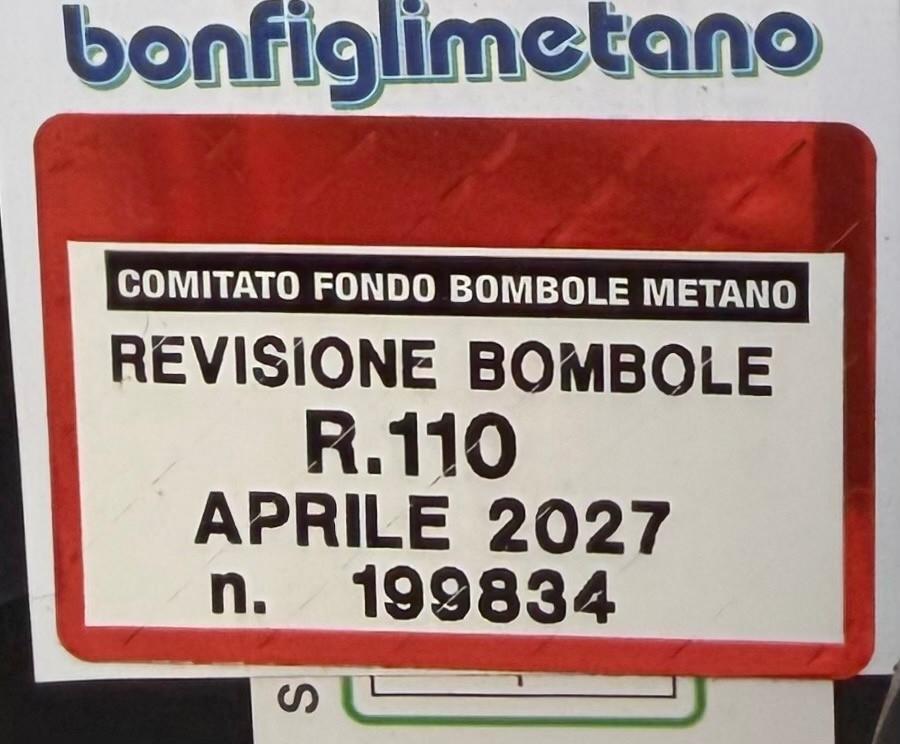 bonfiglimetano
COMITATO FONDO BOMBOLE METANO
REVISIONE BOMBOLE
R.110
APRILE 2027
n. 199834
S